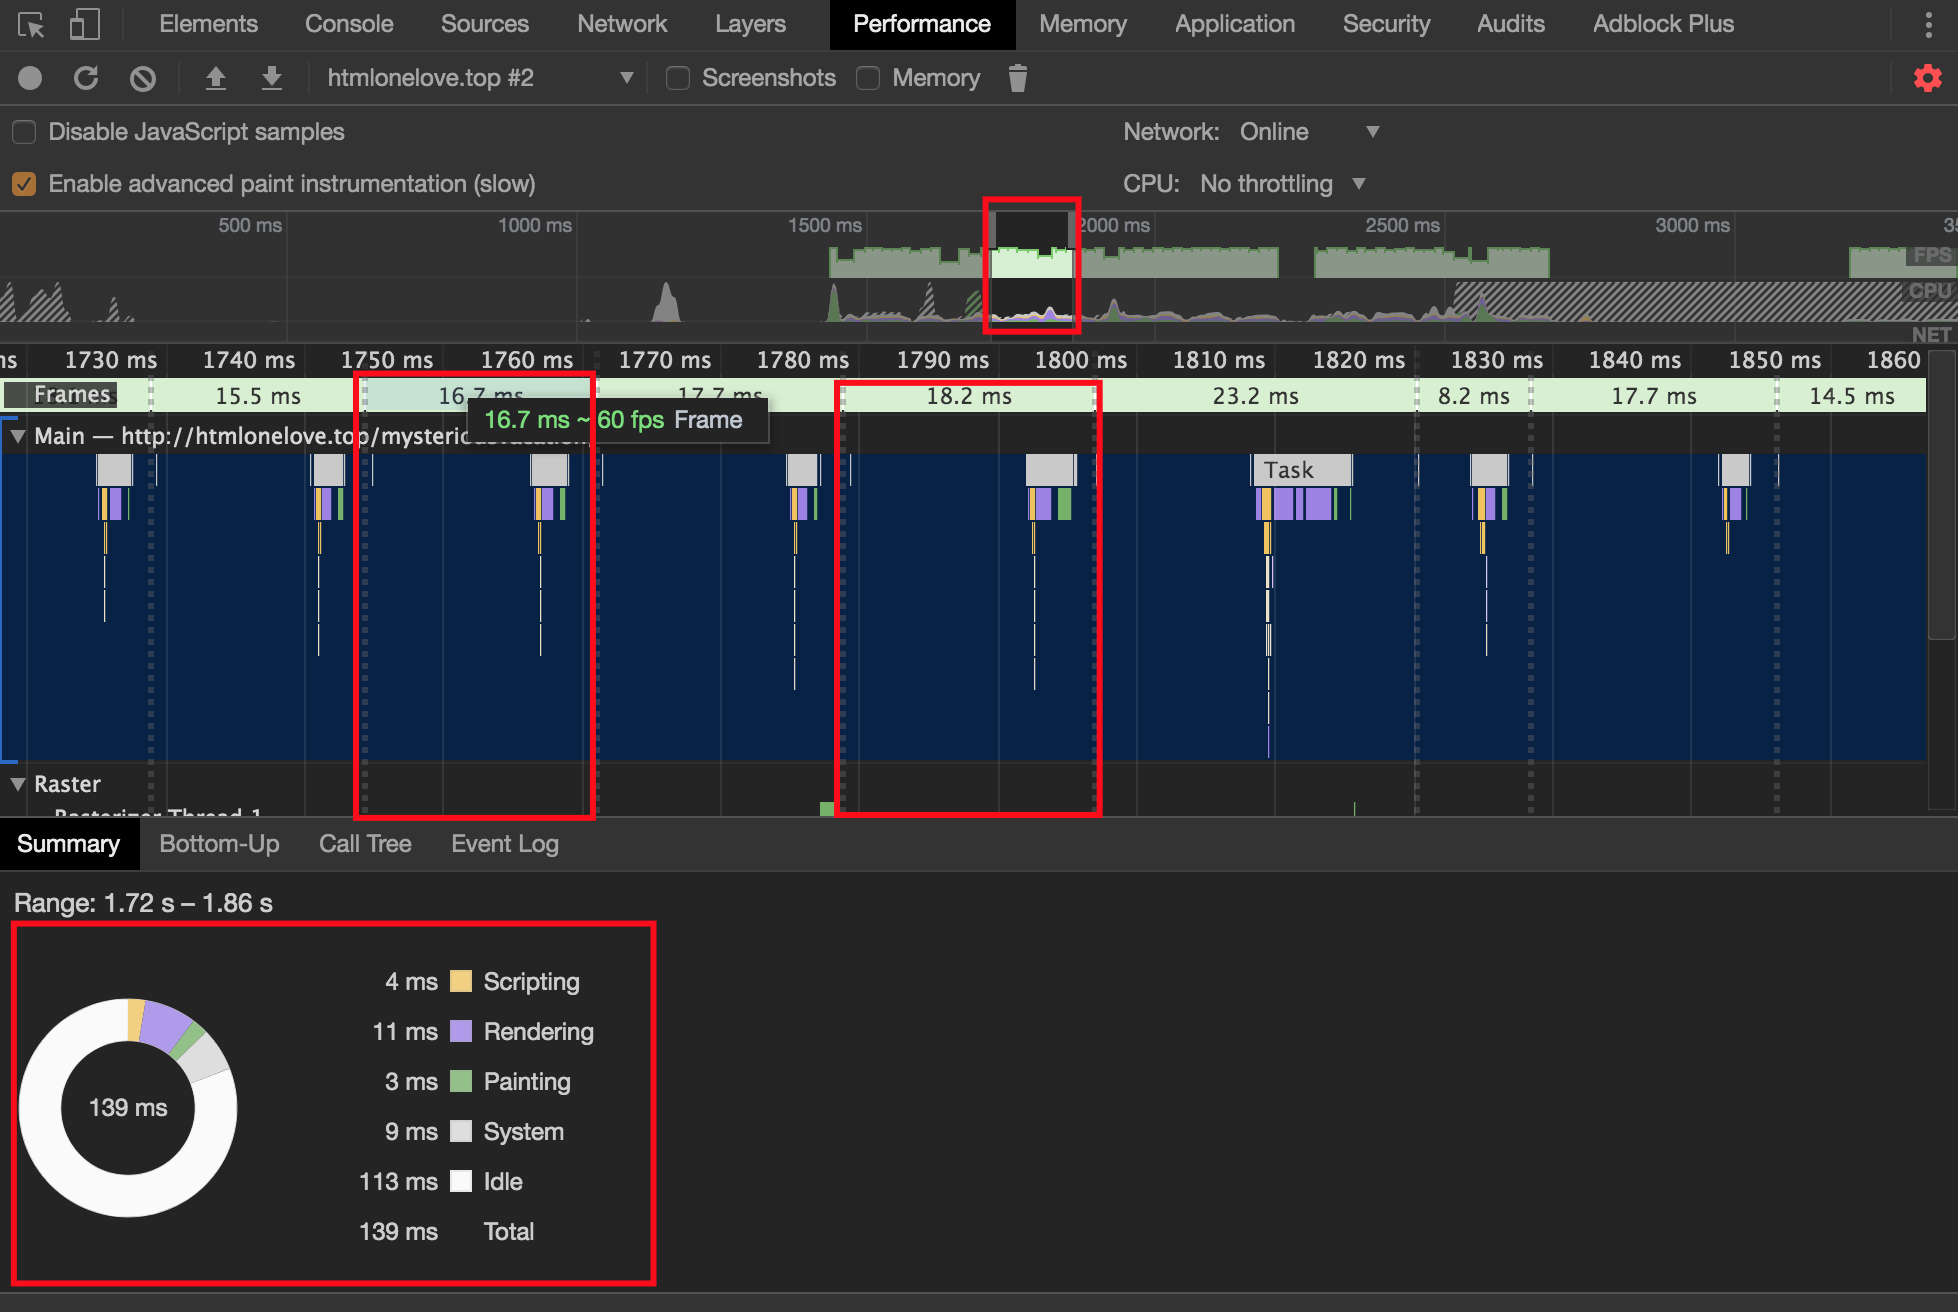 Elements Console Sources Network Layers Performance Memory Application Security Audits Adblock Plus
htmlonelove.top #2 Screenshots Memory
Disable JavaScript samples Network: Online
Enable advanced paint instrumentation (slow) CPU: No throttling
500 ms 1000 ms 1500 ms 2000 ms 2500 ms 3000 ms 35
FPS
CPU
NET
ms 1730 ms 1740 ms 1750 ms 1760 ms 1770 ms 1780 ms 1790 ms 1800 ms 1810 ms 1820 ms 1830 ms 1840 ms 1850 ms 1860
Frames 15.5 ms 16.7 ms 17.7 ms 18.2 ms 23.2 ms 8.2 ms 17.7 ms 14.5 ms
16.7 ms ~ 60 fps Frame
Main — http://htmlonelove.top/mysteriousvacation
Task
Raster
Rasterizer Thread 1
Summary Bottom-Up Call Tree Event Log
Range: 1.72 s – 1.86 s
4 ms Scripting
11 ms Rendering
3 ms Painting
139 ms
9 ms System
113 ms Idle
139 ms Total